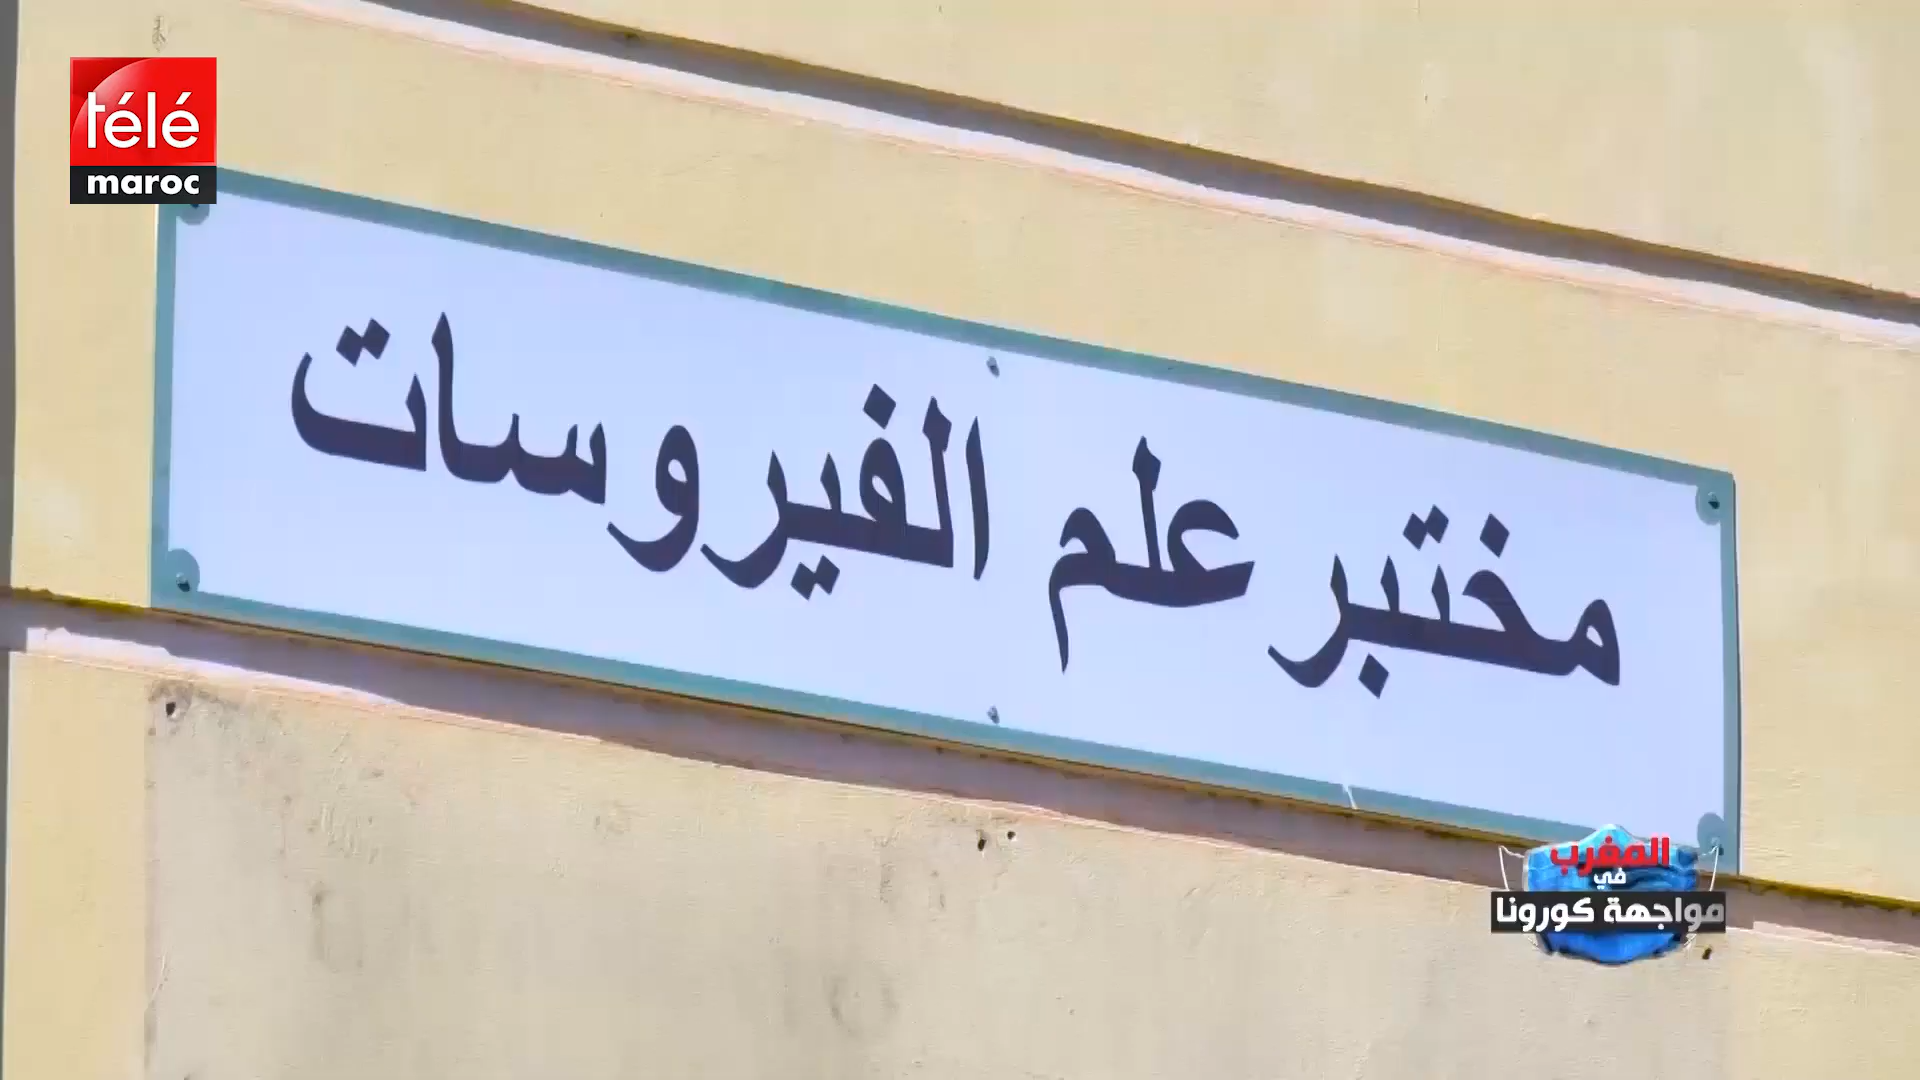 télé
maroc
مختبر علم الفيروسات
المغرب
في
مواجهة كورونا